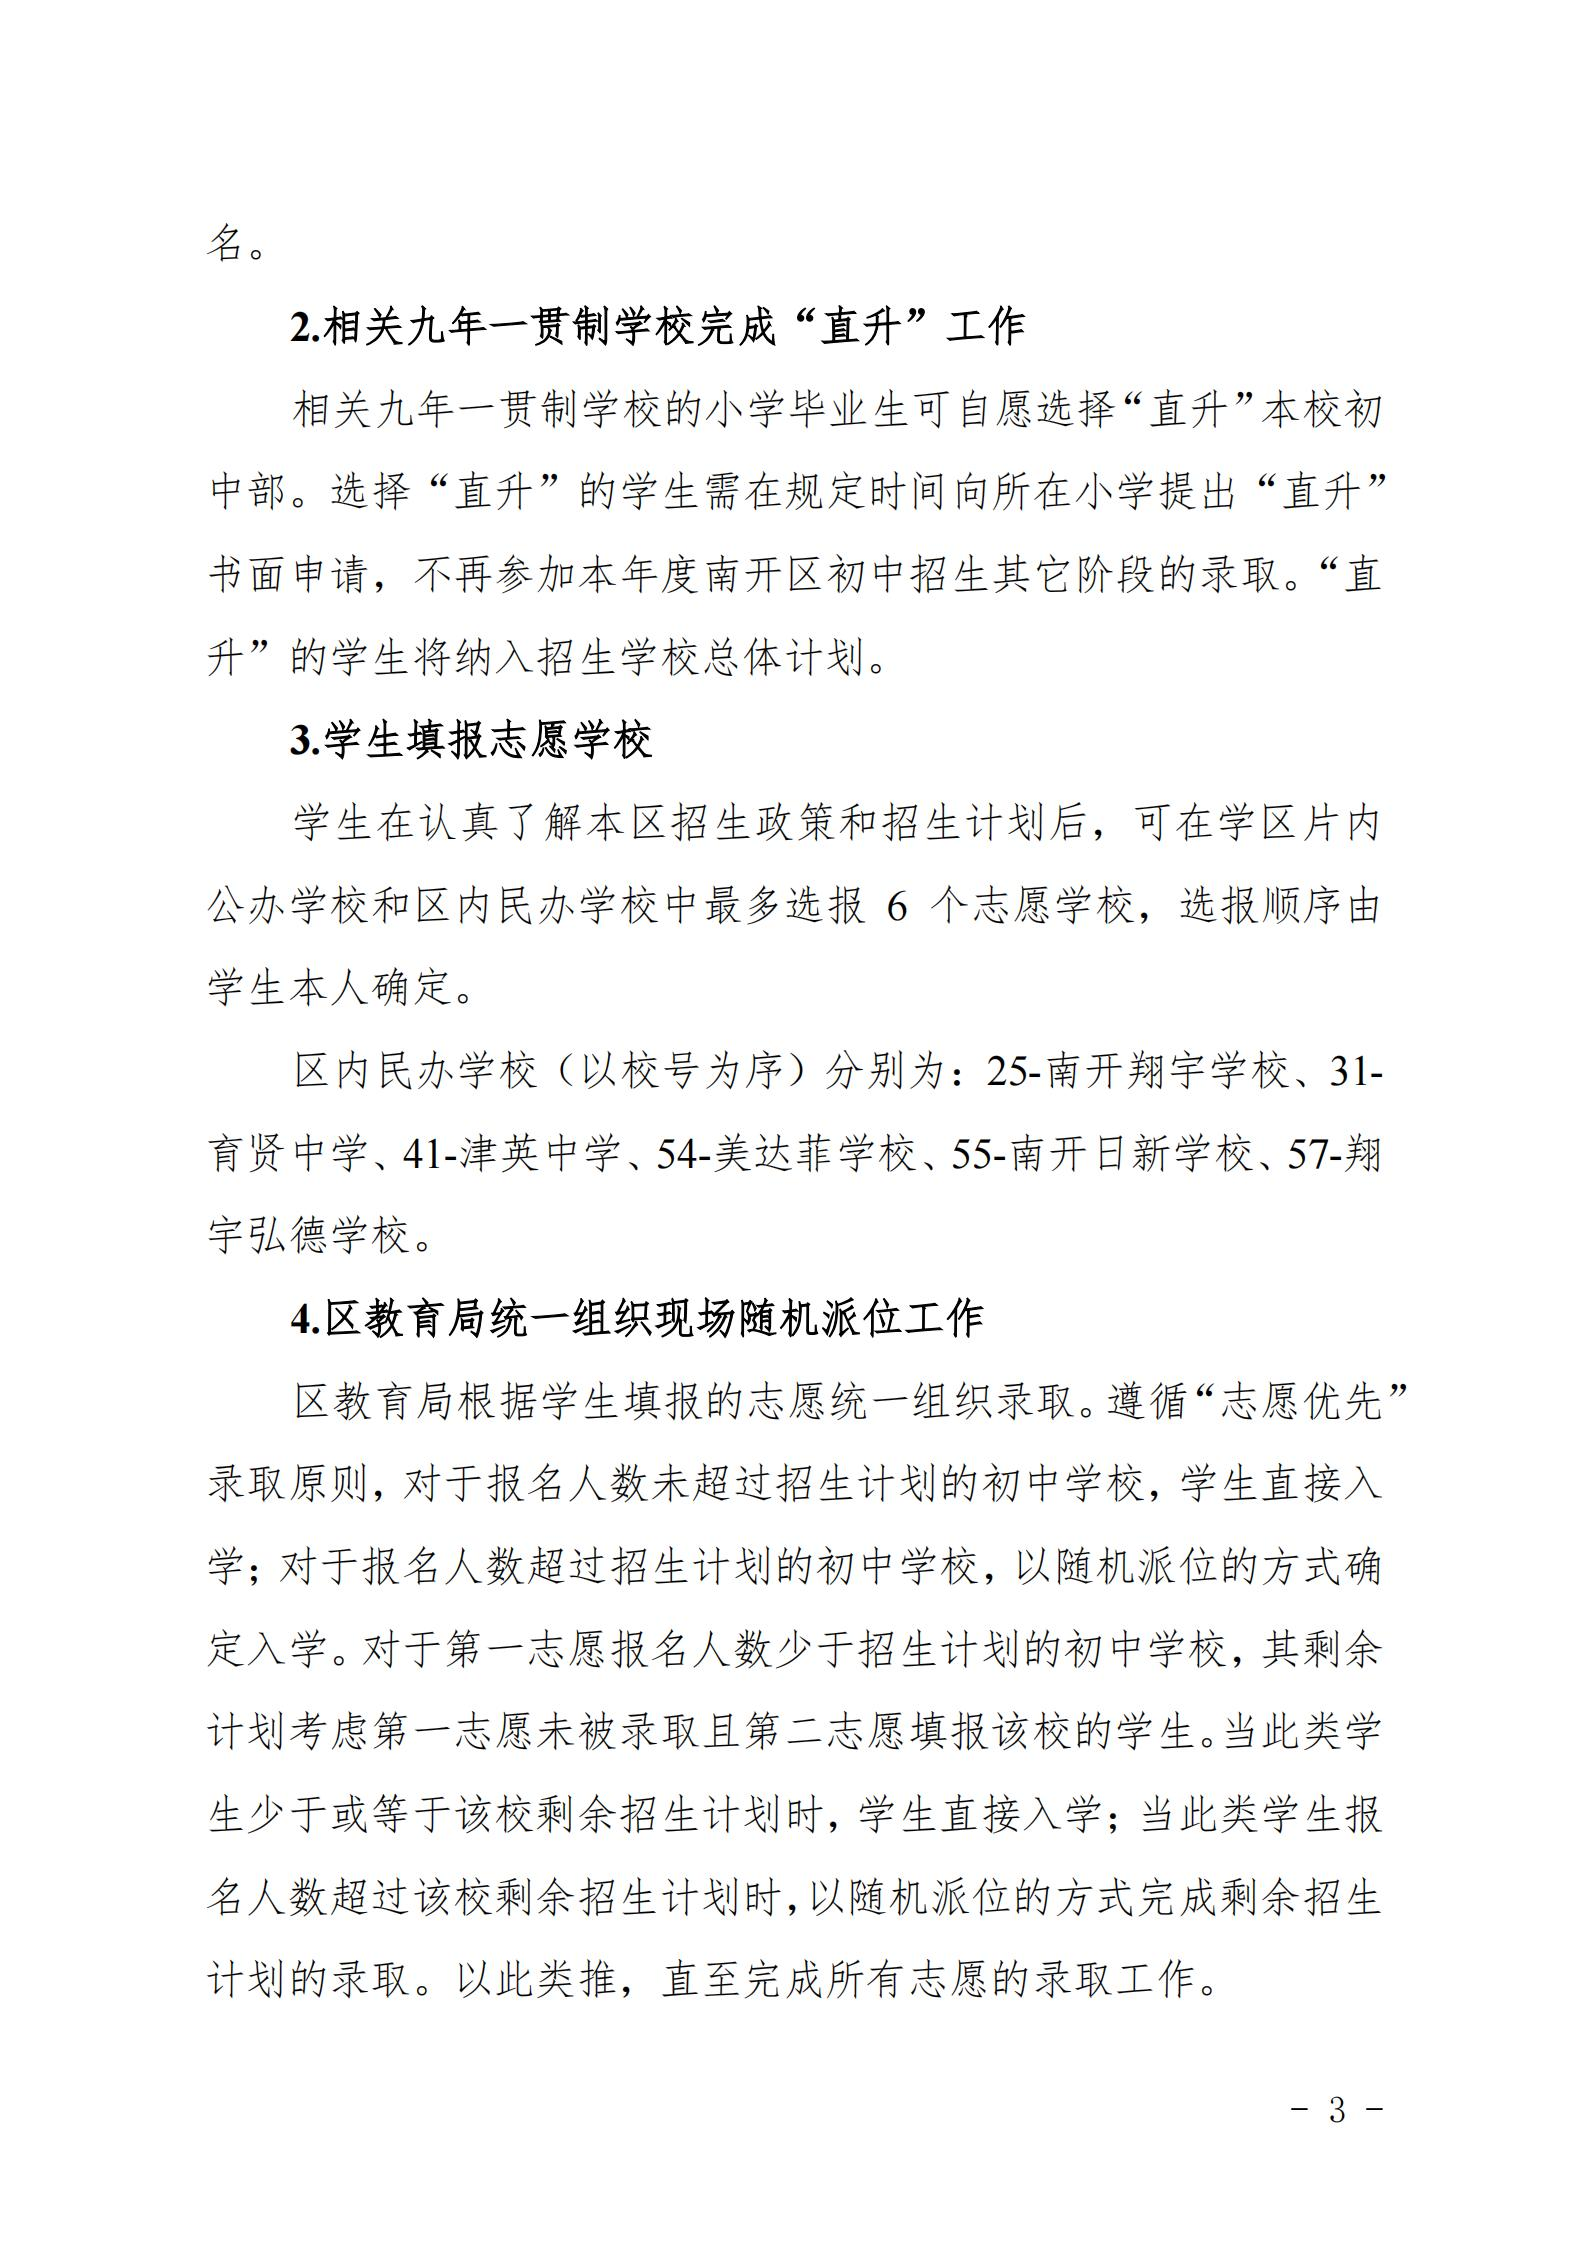 名。
2.相关九年一贯制学校完成“直升”工作
相关九年一贯制学校的小学毕业生可自愿选择“直升”本校初
中部。选择“直升”的学生需在规定时间向所在小学提出“直升”
书面申请，不再参加本年度南开区初中招生其它阶段的录取。“直
升”的学生将纳入招生学校总体计划。
3.学生填报志愿学校
学生在认真了解本区招生政策和招生计划后，可在学区片内
公办学校和区内民办学校中最多选报 6 个志愿学校，选报顺序由
学生本人确定。
区内民办学校（以校号为序）分别为：25-南开翔宇学校、31-
育贤中学、41-津英中学、54-美达菲学校、55-南开日新学校、57-翔
宇弘德学校。
4.区教育局统一组织现场随机派位工作
区教育局根据学生填报的志愿统一组织录取。遵循“志愿优先”
录取原则，对于报名人数未超过招生计划的初中学校，学生直接入
学；对于报名人数超过招生计划的初中学校，以随机派位的方式确
定入学。对于第一志愿报名人数少于招生计划的初中学校，其剩余
计划考虑第一志愿未被录取且第二志愿填报该校的学生。当此类学
生少于或等于该校剩余招生计划时，学生直接入学；当此类学生报
名人数超过该校剩余招生计划时，以随机派位的方式完成剩余招生
计划的录取。以此类推，直至完成所有志愿的录取工作。
- 3 -